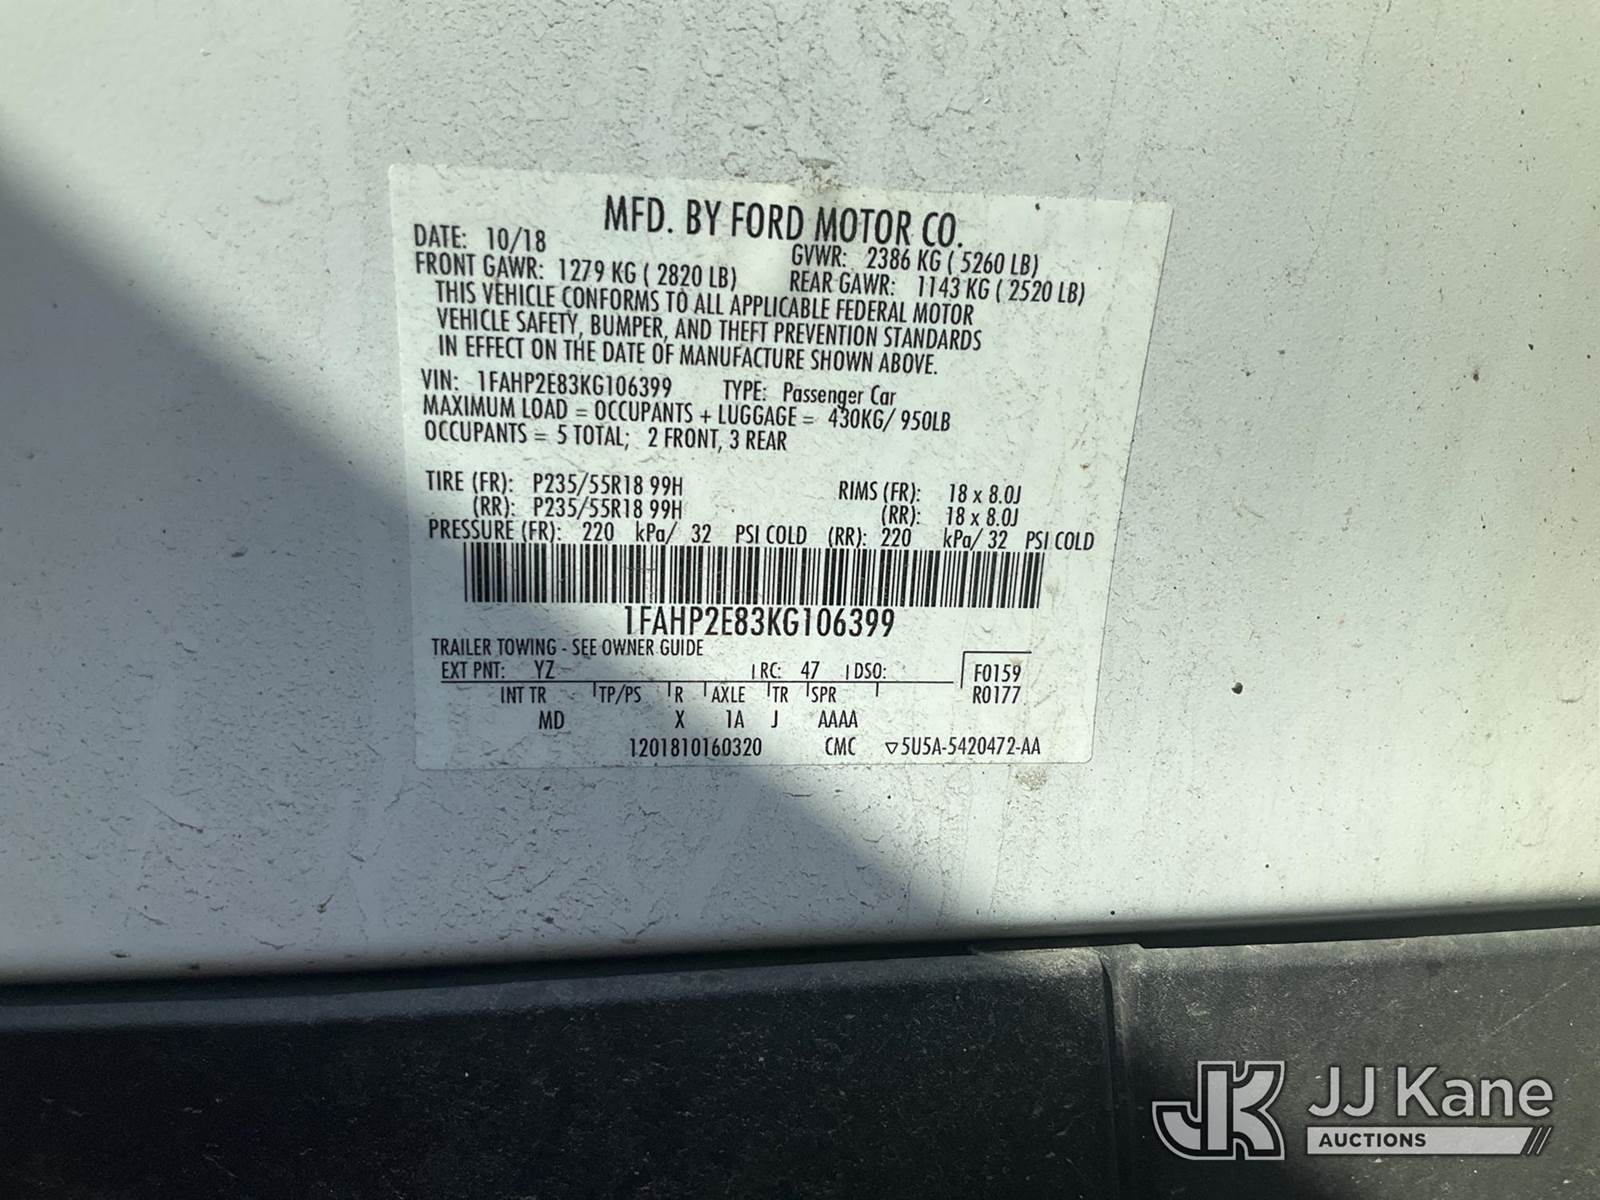 MFD. BY FORD MOTOR CO.
DATE: 10/18 GVWR: 2386 KG ( 5260 LB)
FRONT GAWR: 1279 KG ( 2820 LB) REAR GAWR: 1143 KG ( 2520 LB)
THIS VEHICLE CONFORMS TO ALL APPLICABLE FEDERAL MOTOR
VEHICLE SAFETY, BUMPER, AND THEFT PREVENTION STANDARDS
IN EFFECT ON THE DATE OF MANUFACTURE SHOWN ABOVE.
VIN: 1FAHP2E83KG106399 TYPE: Passenger Car
MAXIMUM LOAD = OCCUPANTS + LUGGAGE = 430KG/ 950LB
OCCUPANTS = 5 TOTAL; 2 FRONT, 3 REAR
TIRE (FR): P235/55R18 99H RIMS (FR): 18 x 8.0J
(RR): P235/55R18 99H (RR): 18 x 8.0J
PRESSURE (FR): 220 kPa/ 32 PSI COLD (RR): 220 kPa/ 32 PSI COLD
1FAHP2E83KG106399
TRAILER TOWING - SEE OWNER GUIDE
EXT PNT: YZ RC: 47 DSO: F0159
INT TR TP/PS R AXLE TR SPR R0177
MD X 1A J AAAA
1201810160320 CMC ▽5U5A-5420472-AA
JK JJ Kane
AUCTIONS